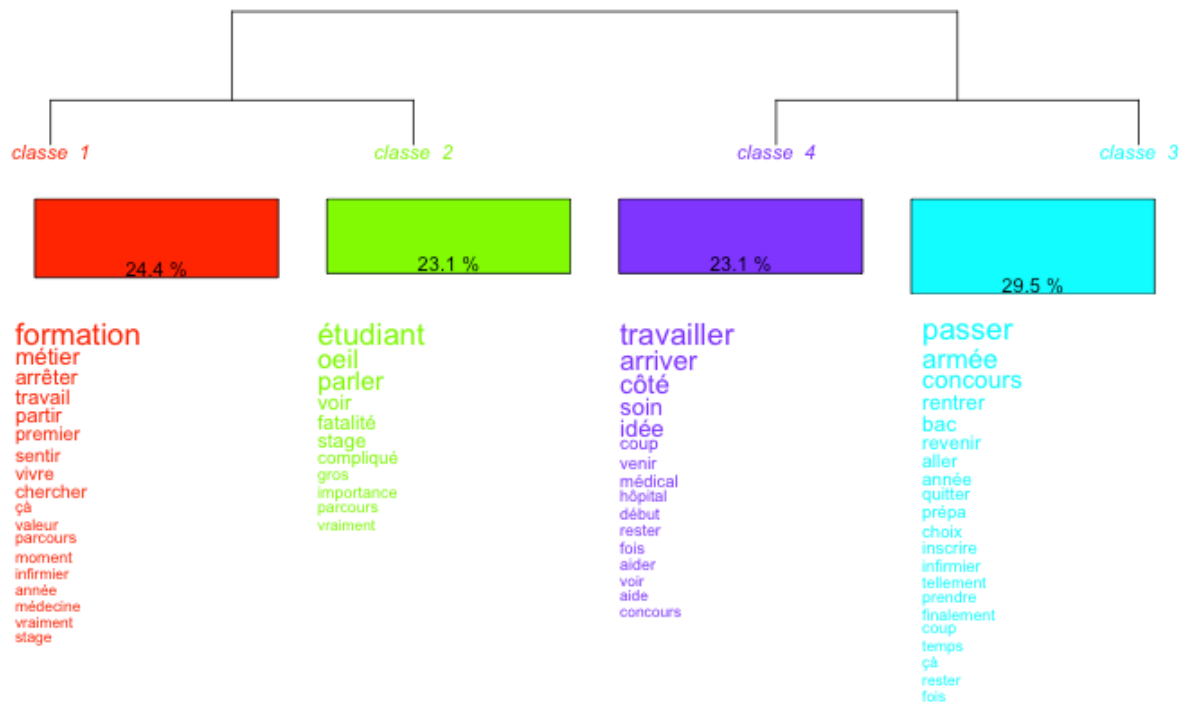 classe 1
classe 2
classe 4
classe 3
24.4 %
23.1 %
23.1 %
29.5 %
formation
métier
arrêter
travail
partir
premier
sentir
vivre
chercher
çà
valeur
parcours
moment
infirmier
année
médecine
vraiment
stage
étudiant
oeil
parler
voir
fatalité
stage
compliqué
gros
importance
parcours
vraiment
travailler
arriver
côté
soin
idée
coup
venir
médical
hôpital
début
rester
fois
aider
voir
aide
concours
passer
armée
concours
rentrer
bac
revenir
aller
année
quitter
prépa
choix
inscrire
infirmier
tellement
prendre
finalement
coup
temps
çà
rester
fois